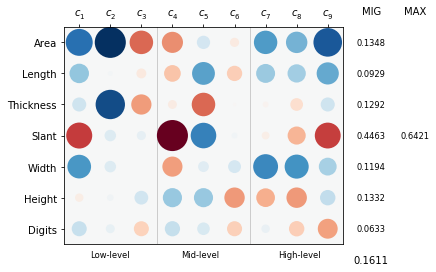 c1 c2 c3 c4 c5 c6 c7 c8 c9 MIG MAX
Area 0.1348
Length 0.0929
Thickness 0.1292
Slant 0.4463 0.6421
Width 0.1194
Height 0.1332
Digits 0.0633
Low-level Mid-level High-level 0.1611